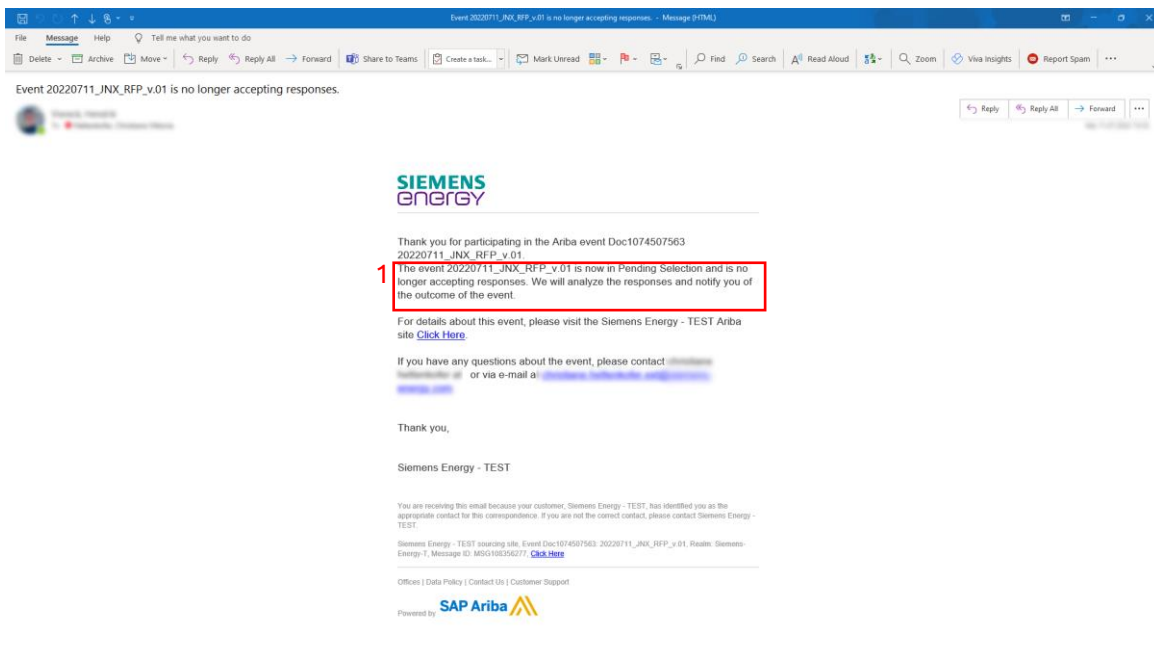 Event 20220711_JNX_RFP_v.01 is no longer accepting responses. - Message (HTML)
File Message Help Tell me what you want to do
Delete Archive Move Reply Reply All Forward Share to Teams Create a task... Mark Unread Find Search Read Aloud Zoom Viva Insights Report Spam
Event 20220711_JNX_RFP_v.01 is no longer accepting responses.
Reply Reply All Forward
SIEMENS
energy
Thank you for participating in the Ariba event Doc1074507563
20220711_JNX_RFP_v.01.
1
The event 20220711_JNX_RFP_v.01 is now in Pending Selection and is no
longer accepting responses. We will analyze the responses and notify you of
the outcome of the event.
For details about this event, please visit the Siemens Energy - TEST Ariba
site Click Here.
If you have any questions about the event, please contact
or via e-mail a
Thank you,
Siemens Energy - TEST
You are receiving this email because your customer, Siemens Energy - TEST, has identified you as the
appropriate contact for this correspondence. If you are not the correct contact, please contact Siemens Energy -
TEST.
Siemens Energy - TEST sourcing site, Event Doc1074507563: 20220711_JNX_RFP_v.01, Realm: Siemens-
Energy-T, Message ID: MSG108356277, Click Here
Offices | Data Policy | Contact Us | Customer Support
Powered by SAP Ariba